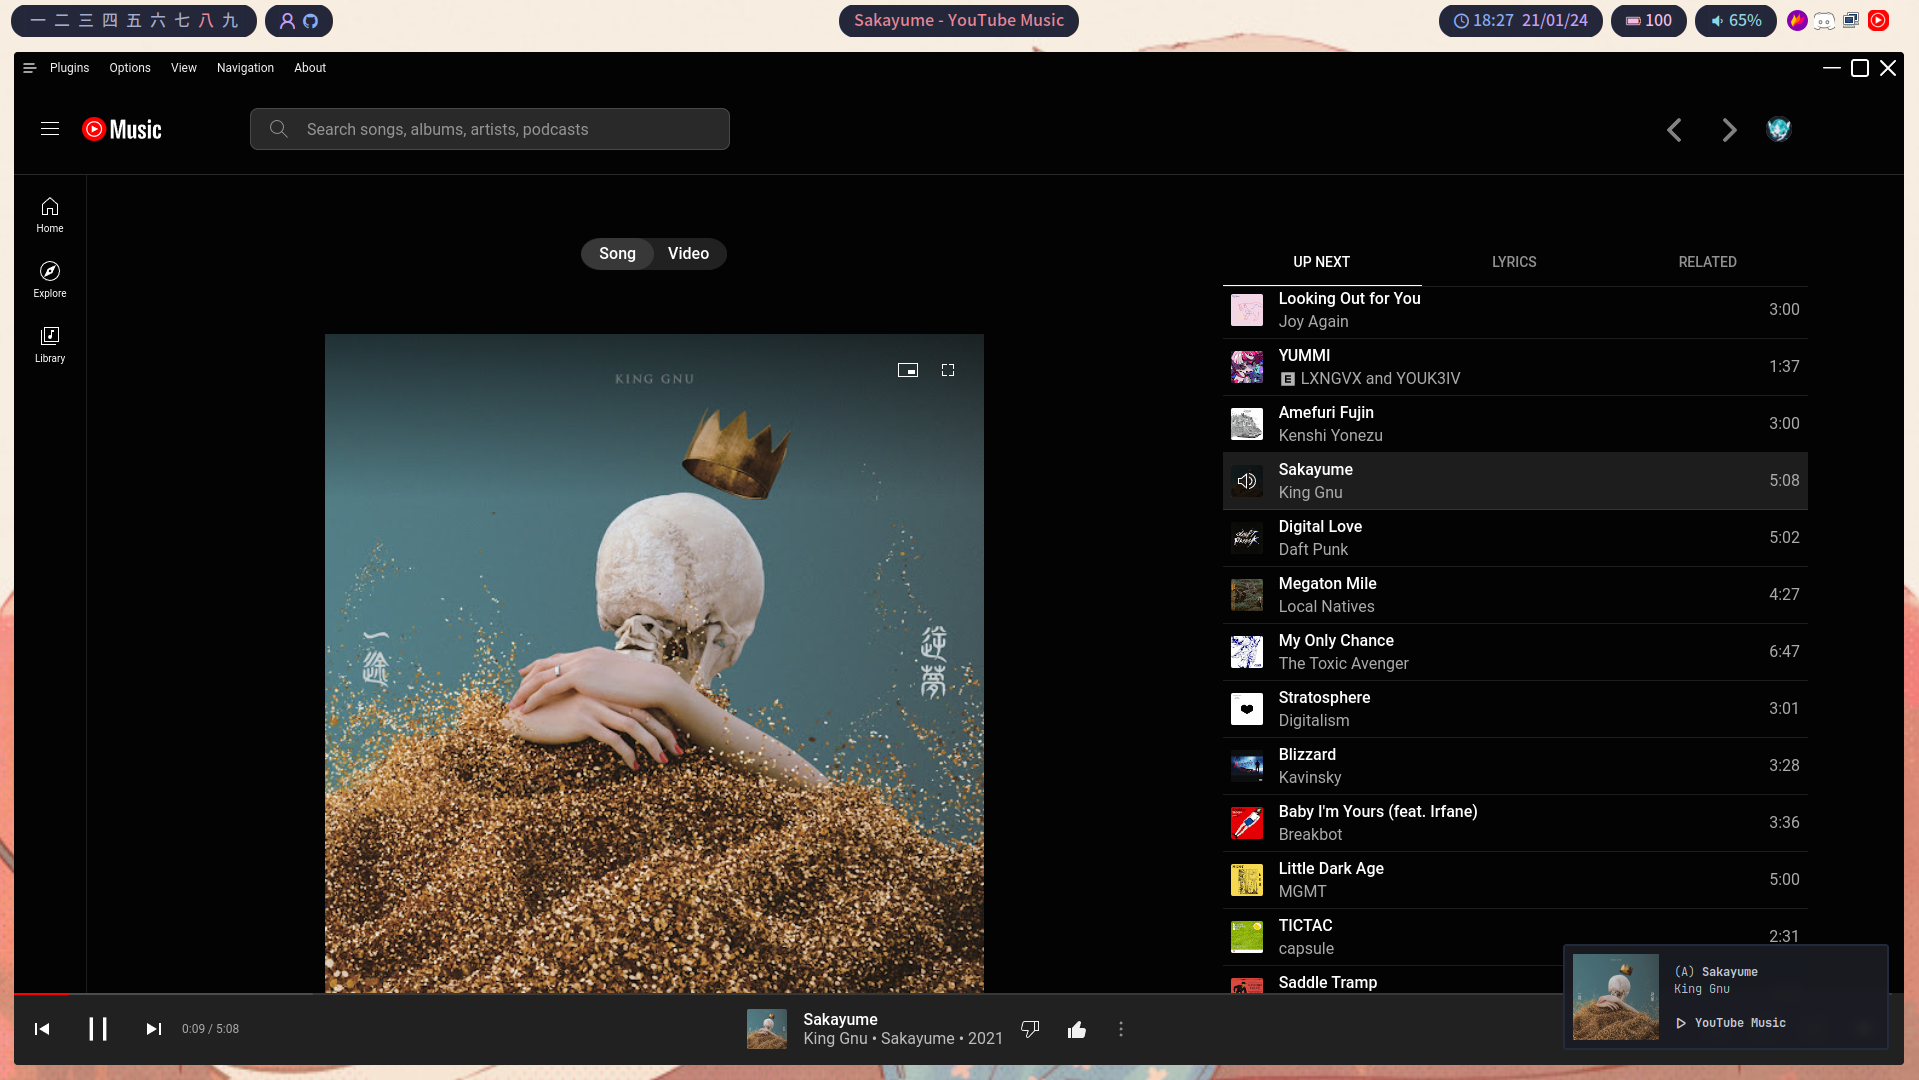 一 二 三 四 五 六 七 八 九
Sakayume - YouTube Music
18:27 21/01/24
100
65%
Plugins Options View Navigation About
Music
Search songs, albums, artists, podcasts
Home
Explore
Library
Song Video
KING GNU
一途
逆夢
UP NEXT LYRICS RELATED
Looking Out for You
Joy Again
3:00
YUMMI
E LXNGVX and YOUK3IV
1:37
Amefuri Fujin
Kenshi Yonezu
3:00
Sakayume
King Gnu
5:08
Digital Love
Daft Punk
5:02
Megaton Mile
Local Natives
4:27
My Only Chance
The Toxic Avenger
6:47
Stratosphere
Digitalism
3:01
Blizzard
Kavinsky
3:28
Baby I'm Yours (feat. Irfane)
Breakbot
3:36
Little Dark Age
MGMT
5:00
TICTAC
capsule
2:31
Saddle Tramp
0:09 / 5:08
Sakayume
King Gnu • Sakayume • 2021
(A) Sakayume
King Gnu
YouTube Music